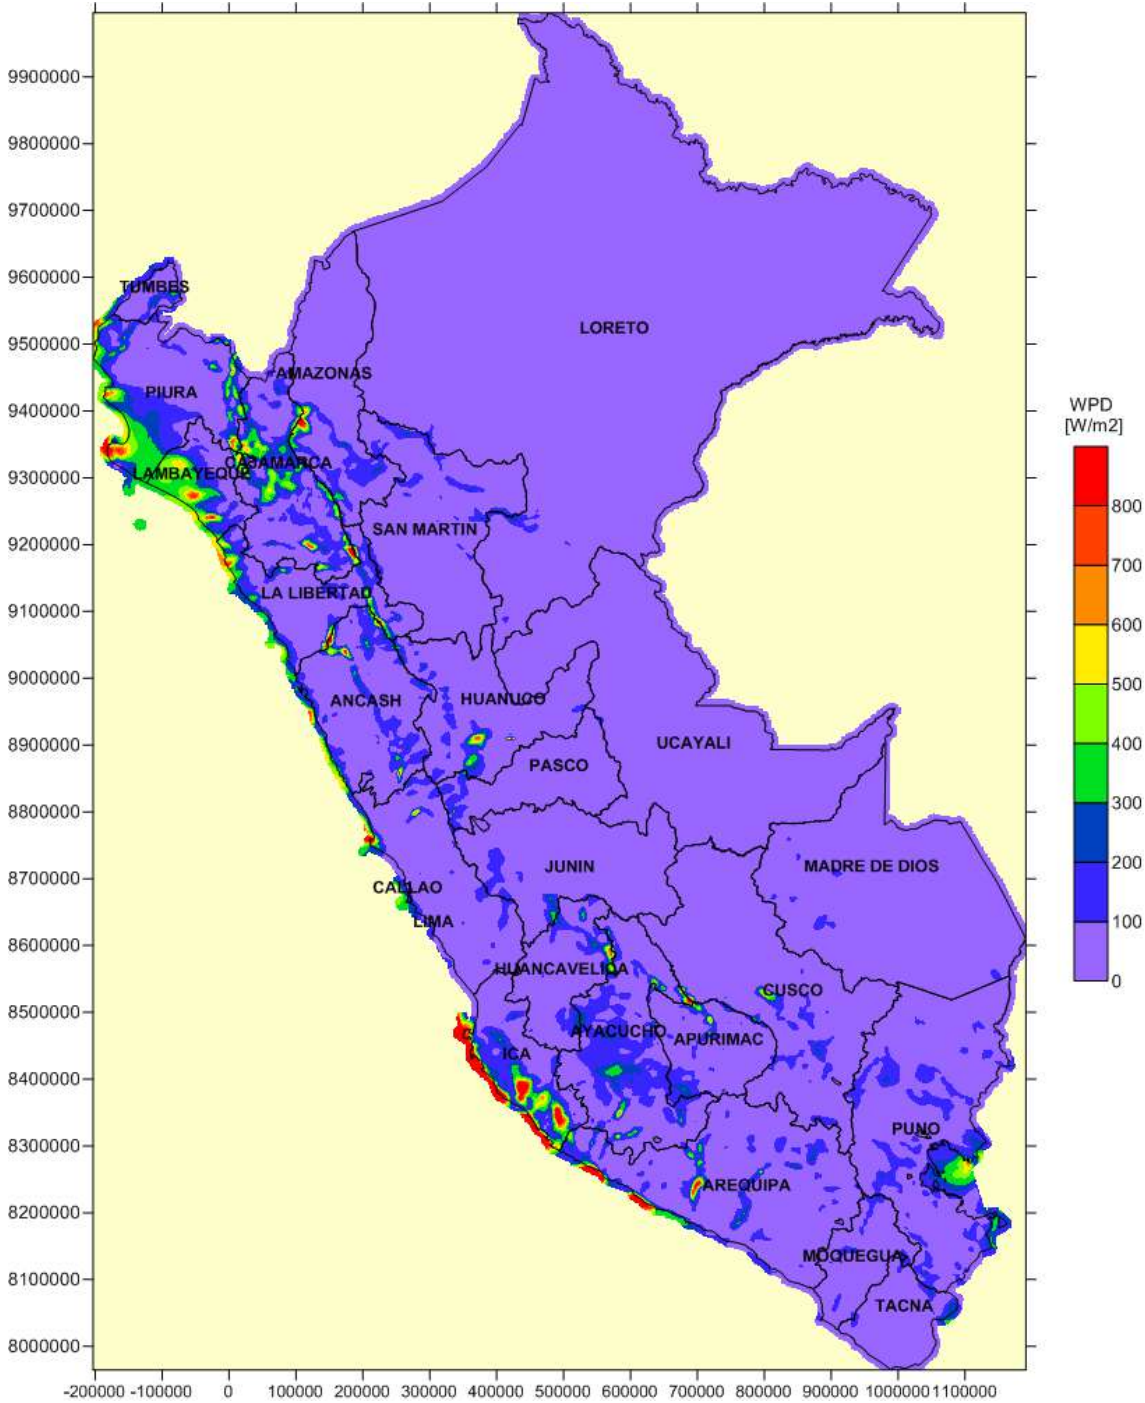 9900000
9800000
9700000
9600000
9500000
9400000
9300000
9200000
9100000
9000000
8900000
8800000
8700000
8600000
8500000
8400000
8300000
8200000
8100000
8000000
TUMBES
LORETO
AMAZONAS
PIURA
CAJAMARCA
LAMBAYEQUE
SAN MARTIN
LA LIBERTAD
ANCASH
HUANUCO
UCAYALI
PASCO
JUNIN
MADRE DE DIOS
CALLAO
LIMA
HUANCAVELICA
CUSCO
AYACUCHO
APURIMAC
ICA
PUNO
AREQUIPA
MOQUEGUA
TACNA
WPD
[W/m2]
800
700
600
500
400
300
200
100
0
-200000 -100000 0 100000 200000 300000 400000 500000 600000 700000 800000 900000 1000000 1100000